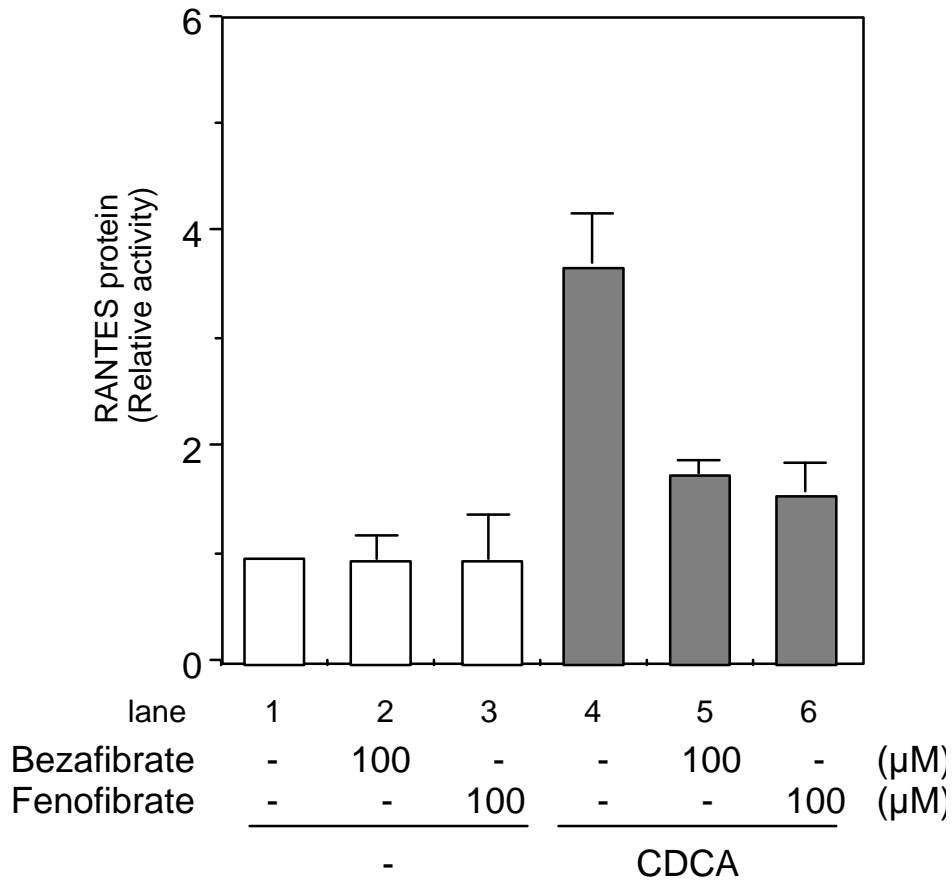 6
4
2
0
RANTES protein
(Relative activity)
lane 1 2 3 4 5 6
Bezafibrate - 100 - - 100 - (µM)
Fenofibrate - - 100 - - 100 (µM)
- CDCA